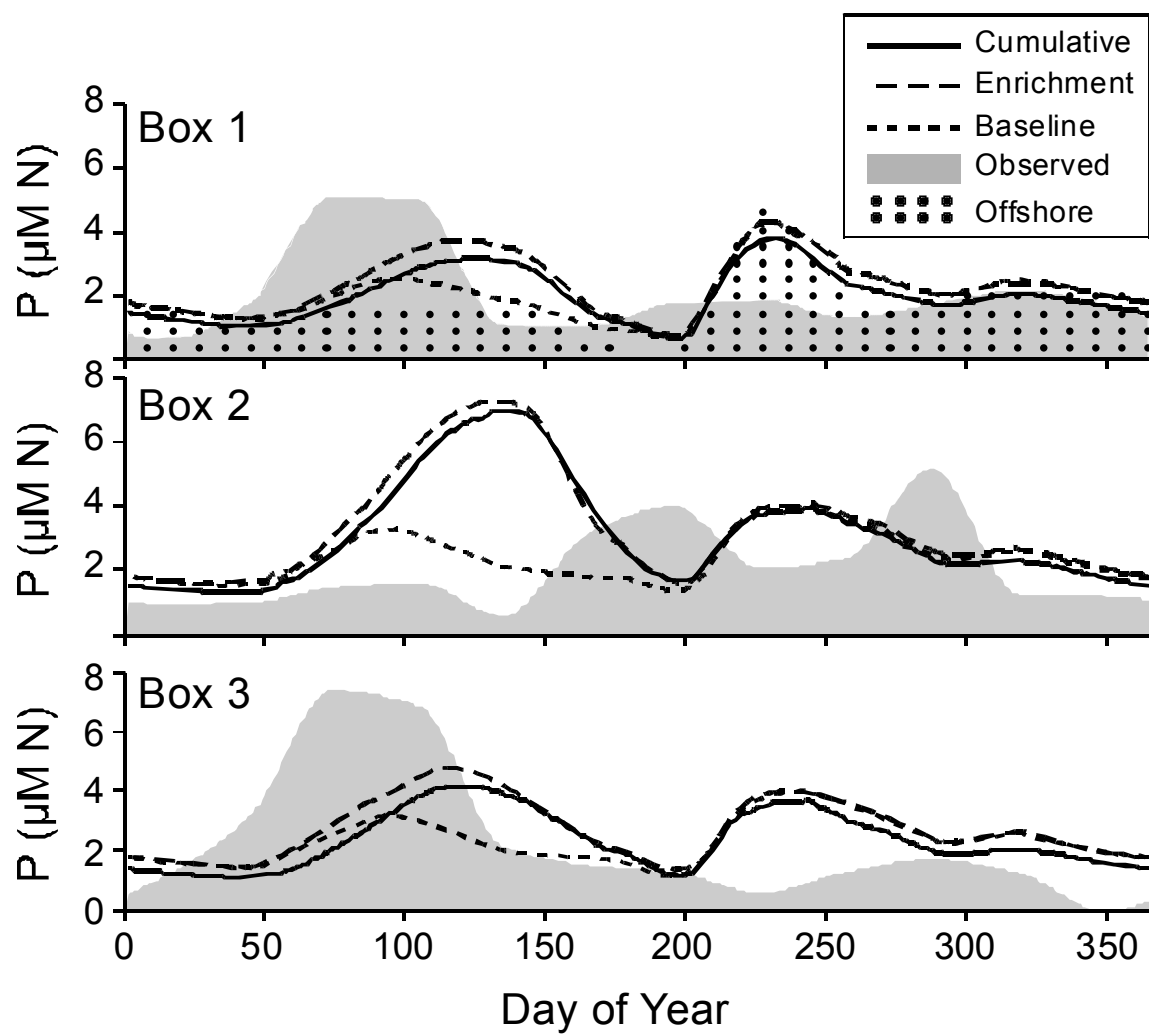 Cumulative
Enrichment
Baseline
Observed
Offshore
Box 1
P (µM N)
8
6
4
2
Box 2
P (µM N)
8
6
4
2
Box 3
P (µM N)
8
6
4
2
0
0 50 100 150 200 250 300 350
Day of Year